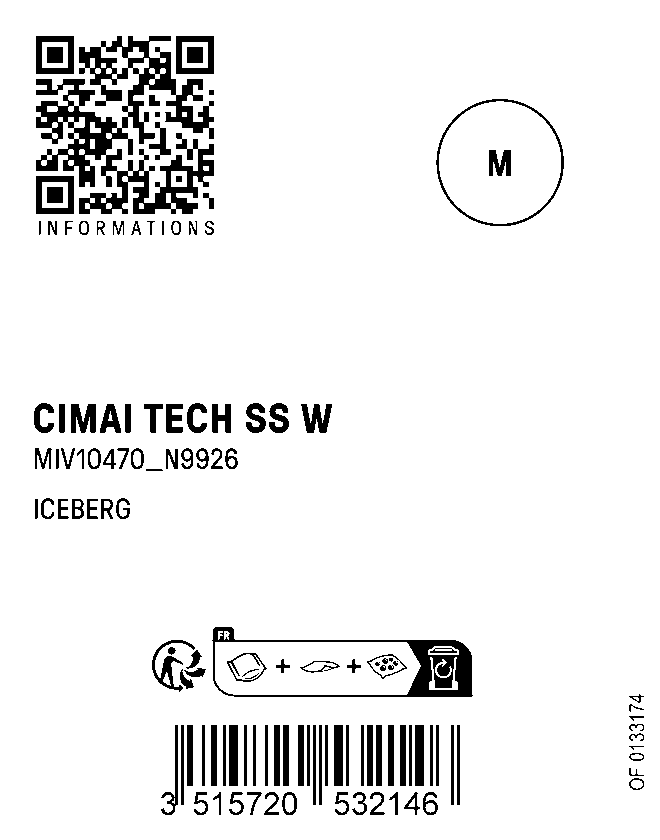 INFORMATIONS
M
CIMAI TECH SS W
MIV10470_N9926
ICEBERG
FR
3 515720 532146
OF 0133174